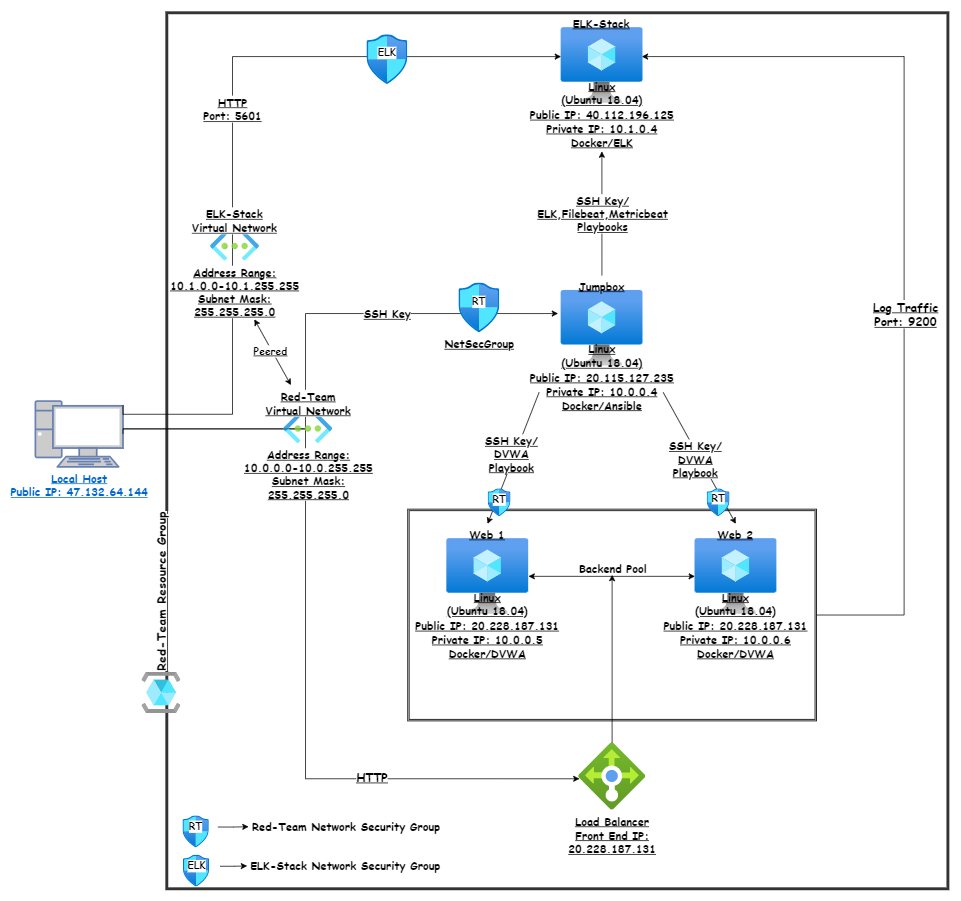 ELK-Stack
ELK
Linux
(Ubuntu 18.04)
Public IP: 40.112.196.125
Private IP: 10.1.0.4
Docker/ELK
HTTP
Port: 5601
SSH Key/
ELK,Filebeat,Metricbeat
Playbooks
ELK-Stack
Virtual Network
Address Range:
10.1.0.0-10.1.255.255
Subnet Mask:
255.255.255.0
Peered
SSH Key
RT
NetSecGroup
Jumpbox
Linux
(Ubuntu 18.04)
Public IP: 20.115.127.235
Private IP: 10.0.0.4
Docker/Ansible
Log Traffic
Port: 9200
Red-Team
Virtual Network
Address Range:
10.0.0.0-10.0.255.255
Subnet Mask:
255.255.255.0
Local Host
Public IP: 47.132.64.144
SSH Key/
DVWA
Playbook
SSH Key/
DVWA
Playbook
RT
RT
Web 1
Linux
(Ubuntu 18.04)
Public IP: 20.228.187.131
Private IP: 10.0.0.5
Docker/DVWA
Backend Pool
Web 2
Linux
(Ubuntu 18.04)
Public IP: 20.228.187.131
Private IP: 10.0.0.6
Docker/DVWA
Red-Team Resource Group
HTTP
Load Balancer
Front End IP:
20.228.187.131
RT
Red-Team Network Security Group
ELK
ELK-Stack Network Security Group